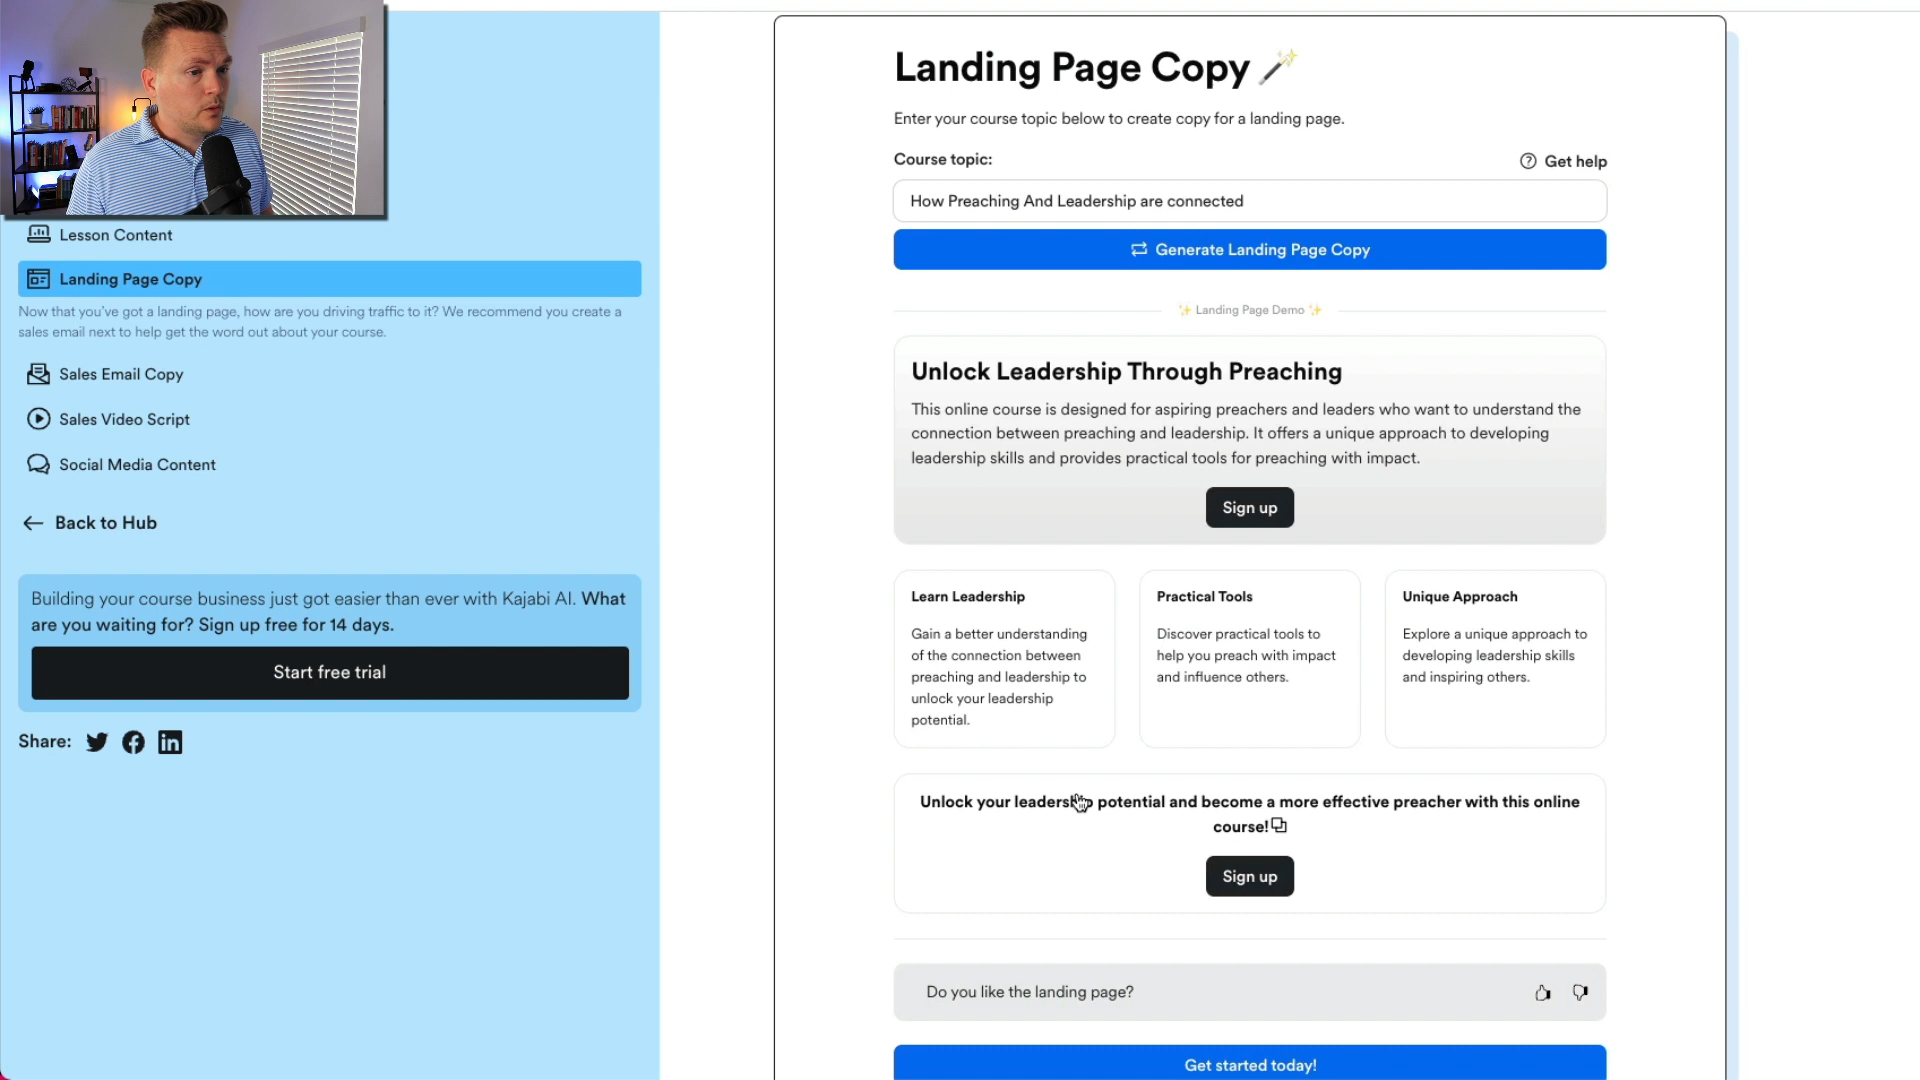 Lesson Content
Landing Page Copy
Now that you've got a landing page, how are you driving traffic to it? We recommend you create a
sales email next to help get the word out about your course.
Sales Email Copy
Sales Video Script
Social Media Content
Back to Hub
Building your course business just got easier than ever with Kajabi AI. What
are you waiting for? Sign up free for 14 days.
Start free trial
Share:
Landing Page Copy
Enter your course topic below to create copy for a landing page.
Course topic:
Get help
How Preaching And Leadership are connected
Generate Landing Page Copy
Landing Page Demo
Unlock Leadership Through Preaching
This online course is designed for aspiring preachers and leaders who want to understand the
connection between preaching and leadership. It offers a unique approach to developing
leadership skills and provides practical tools for preaching with impact.
Sign up
Learn Leadership
Gain a better understanding
of the connection between
preaching and leadership to
unlock your leadership
potential.
Practical Tools
Discover practical tools to
help you preach with impact
and influence others.
Unique Approach
Explore a unique approach to
developing leadership skills
and inspiring others.
Unlock your leadership potential and become a more effective preacher with this online
course!
Sign up
Do you like the landing page?
Get started today!